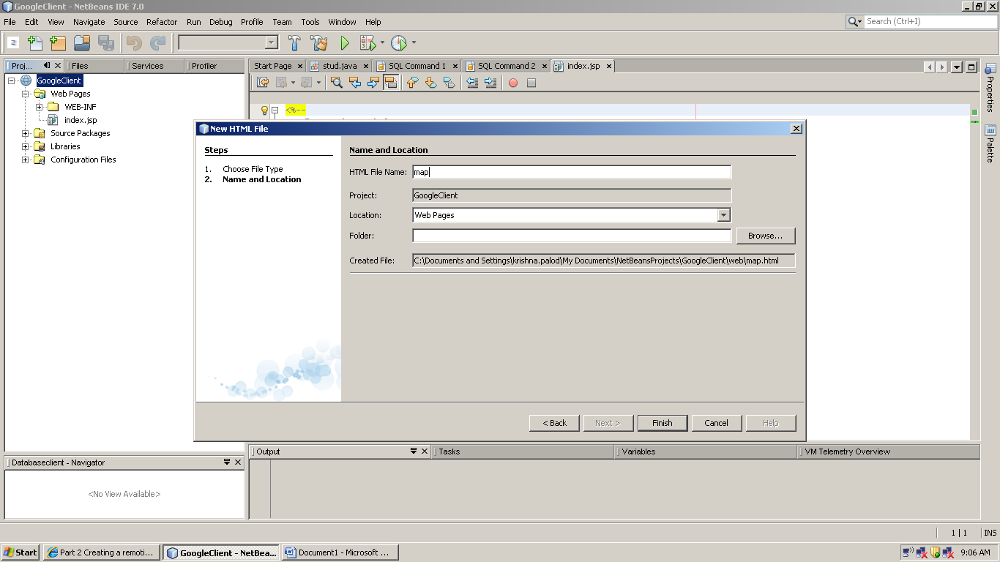 GoogleClient - NetBeans IDE 7.0
File Edit View Navigate Source Refactor Run Debug Profile Team Tools Window Help
Search (Ctrl+I)
Proj... Files Services Profiler
Start Page stud.java SQL Command 1 SQL Command 2 index.jsp
GoogleClient
Web Pages
WEB-INF
index.jsp
Source Packages
Libraries
Configuration Files
<%--
Properties
Palette
New HTML File
Steps
1. Choose File Type
2. Name and Location
Name and Location
HTML File Name: map
Project: GoogleClient
Location: Web Pages
Folder:
Browse...
Created File: C:\Documents and Settings\krishna.palod\My Documents\NetBeansProjects\GoogleClient\web\map.html
< Back Next > Finish Cancel Help
Output Tasks Variables VM Telemetry Overview
Databaseclient - Navigator
<No View Available>
1 | 1 INS
Start Part 2 Creating a remoti... GoogleClient - NetBea... Document1 - Microsoft ... 9:06 AM